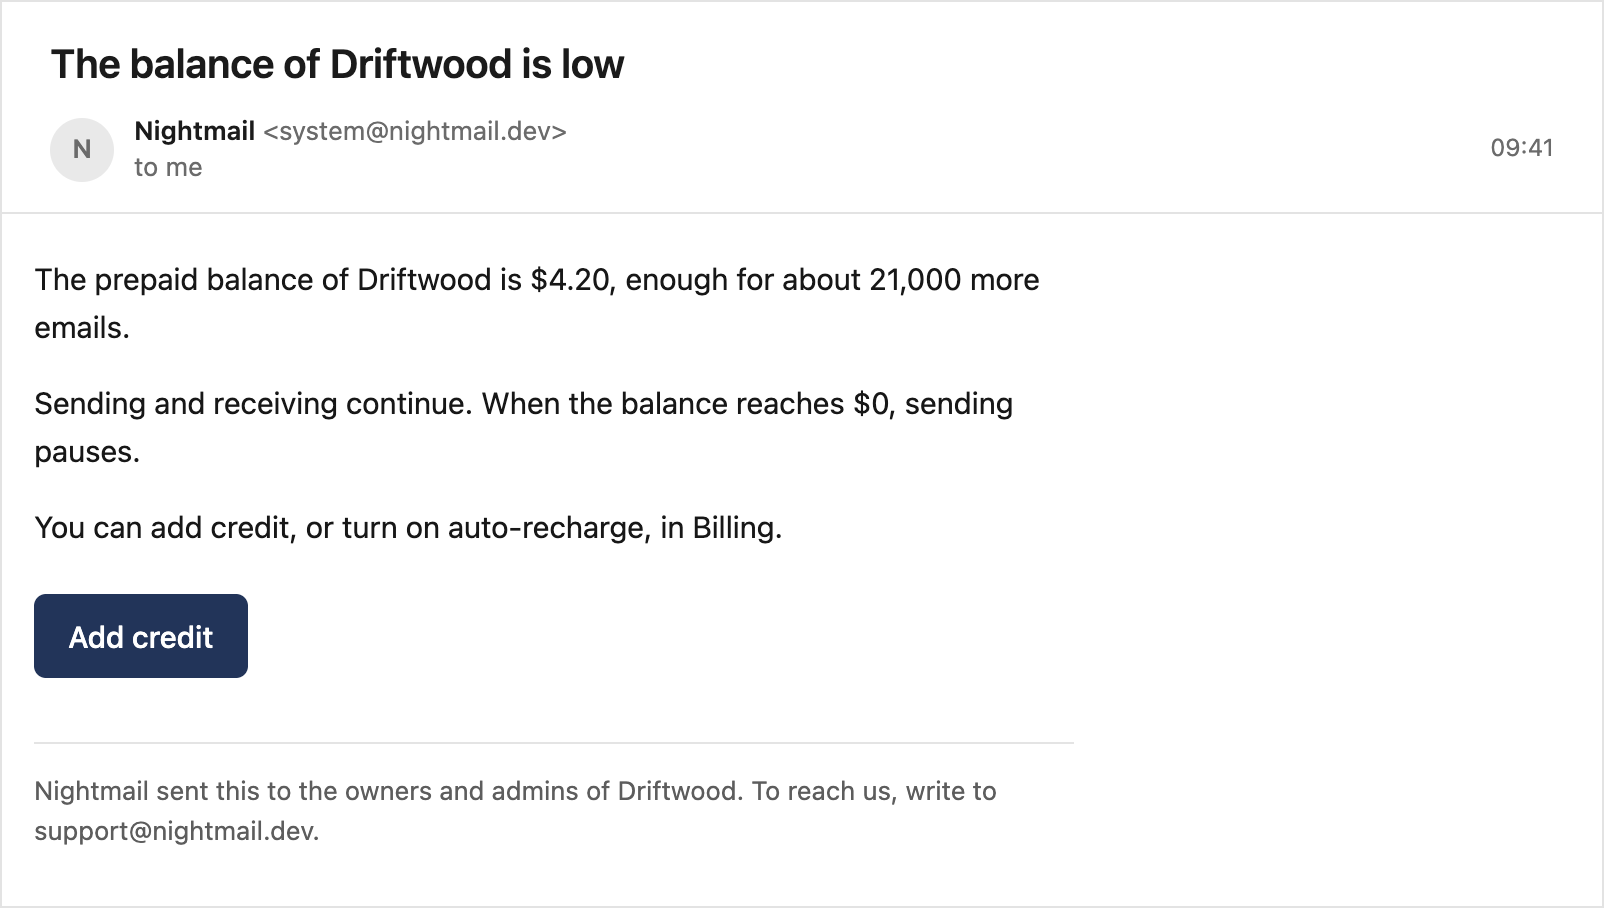 The balance of Driftwood is low
N
Nightmail <system@nightmail.dev>
to me
09:41
The prepaid balance of Driftwood is $4.20, enough for about 21,000 more
emails.
Sending and receiving continue. When the balance reaches $0, sending
pauses.
You can add credit, or turn on auto-recharge, in Billing.
Add credit
Nightmail sent this to the owners and admins of Driftwood. To reach us, write to
support@nightmail.dev.